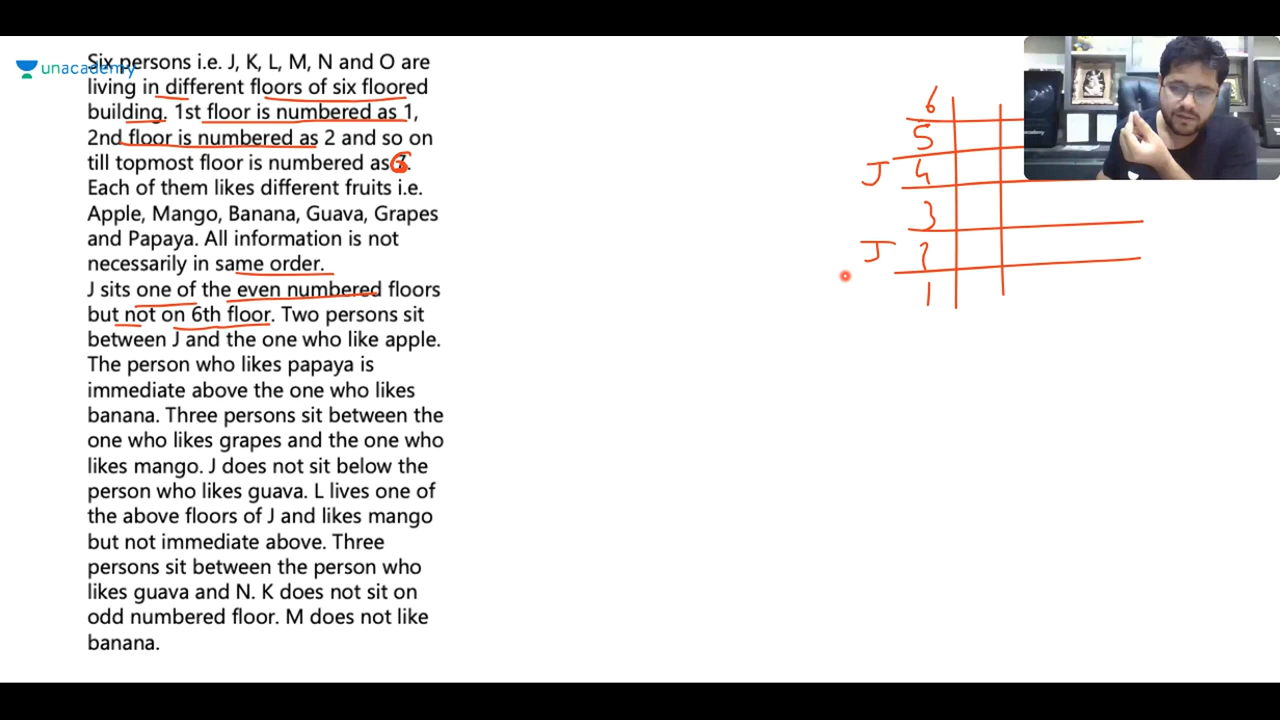 Six persons i.e. J, K, L, M, N and O are
unacademy
living in different floors of six floored
building. 1st floor is numbered as 1,
2nd floor is numbered as 2 and so on
till topmost floor is numbered as 6.
Each of them likes different fruits i.e.
Apple, Mango, Banana, Guava, Grapes
and Papaya. All information is not
necessarily in same order.
J sits one of the even numbered floors
but not on 6th floor. Two persons sit
between J and the one who like apple.
The person who likes papaya is
immediate above the one who likes
banana. Three persons sit between the
one who likes grapes and the one who
likes mango. J does not sit below the
person who likes guava. L lives one of
the above floors of J and likes mango
but not immediate above. Three
persons sit between the person who
likes guava and N. K does not sit on
odd numbered floor. M does not like
banana.
6
5
J 4
3
J 2
1